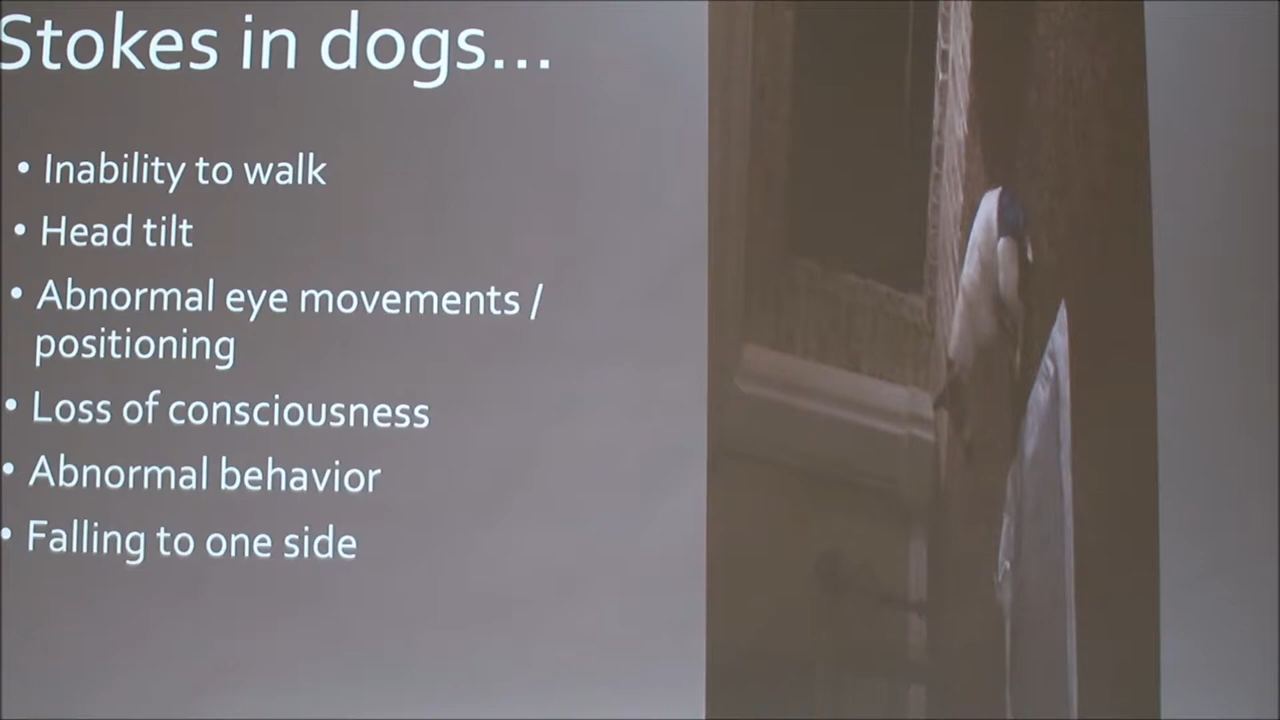 Stokes in dogs...
• Inability to walk
• Head tilt
• Abnormal eye movements /
positioning
• Loss of consciousness
• Abnormal behavior
• Falling to one side